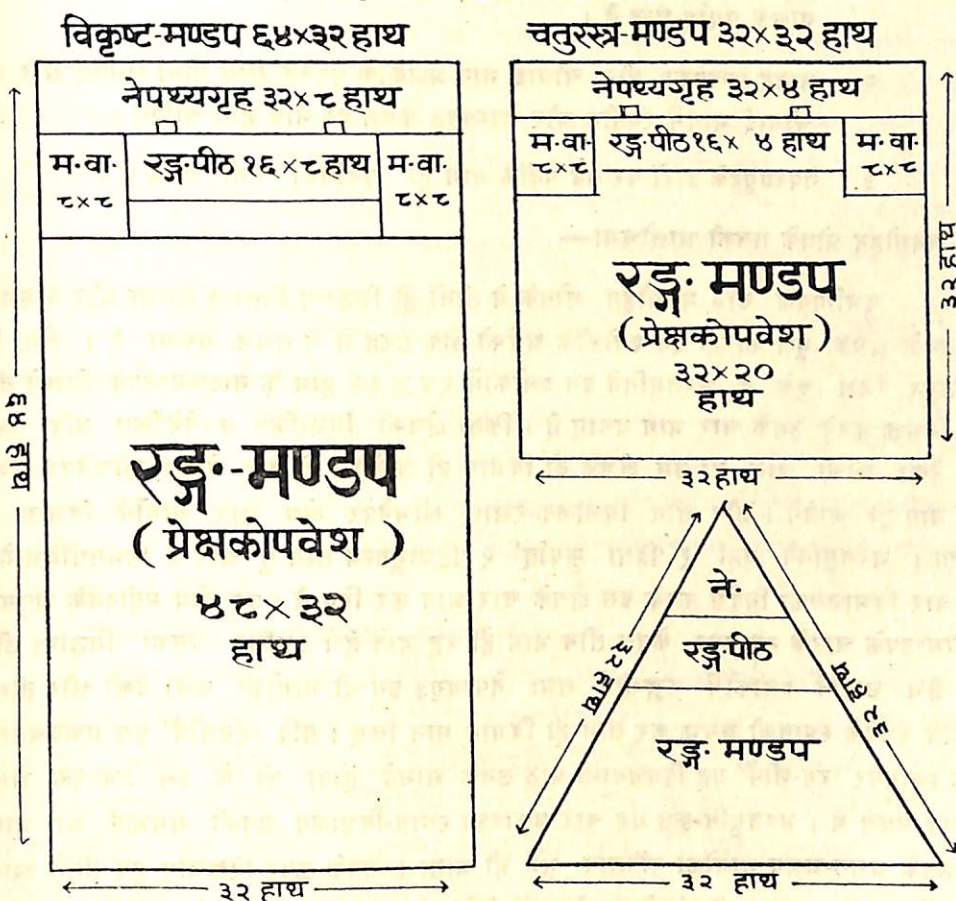 विकृष्ट-मण्डप ६४×३२ हाथ
नेपथ्यगृह ३२×८ हाथ
म॰ वा॰
८×८
रङ्ग-पीठ १६×८ हाथ
म॰ वा॰
८×८
६४ हाथ
रङ्ग-मण्डप
(प्रेक्षकोपवेश)
४८×३२
हाथ
३२ हाथ
चतुरस्त्र-मण्डप ३२×३२ हाथ
नेपथ्यगृह ३२×४ हाथ
म॰ वा॰
८×८
रङ्ग-पीठ १६×४ हाथ
म॰ वा॰
८×८
रङ्ग-मण्डप
(प्रेक्षकोपवेश)
३२×२०
हाथ
३२ हाथ
३२ हाथ
ने॰
रङ्ग-पीठ
रङ्ग-मण्डप
३२ हाथ
३२ हाथ
३२ हाथ